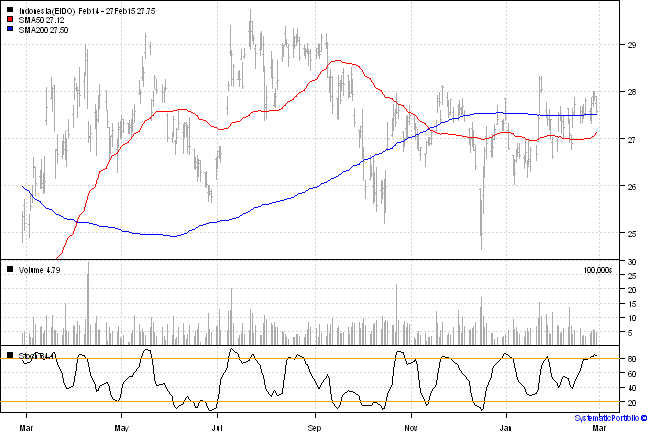 Indonesia(EIDO) Feb14 - 27Feb15 27.75
SMA50 27.12
SMA200 27.50
29
28
27
26
25
Volume 4.79
100,000s
30
25
20
15
10
5
80
60
40
20
Mar May Jul Sep Nov Jan Mar
SystematicPortfolio ©